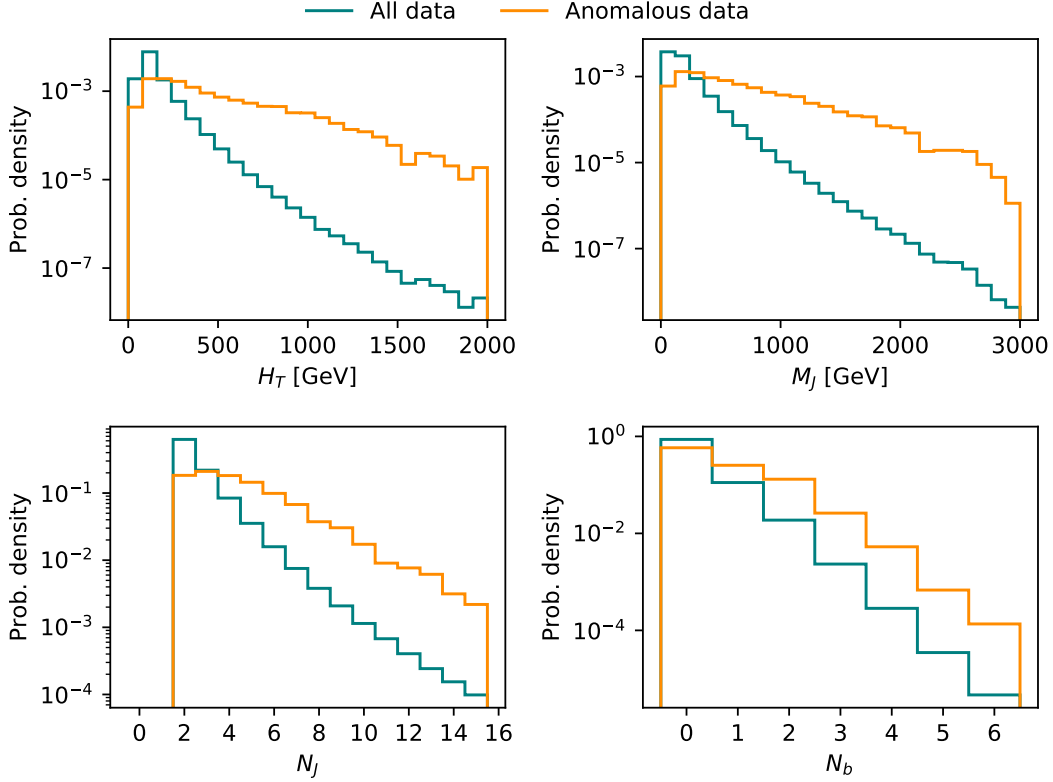 All data Anomalous data
Prob. density
10⁻³
10⁻⁵
10⁻⁷
0 500 1000 1500 2000
H_T [GeV]
Prob. density
10⁻³
10⁻⁵
10⁻⁷
0 1000 2000 3000
M_J [GeV]
Prob. density
10⁻¹
10⁻²
10⁻³
10⁻⁴
0 2 4 6 8 10 12 14 16
N_J
Prob. density
10⁰
10⁻²
10⁻⁴
0 1 2 3 4 5 6
N_b